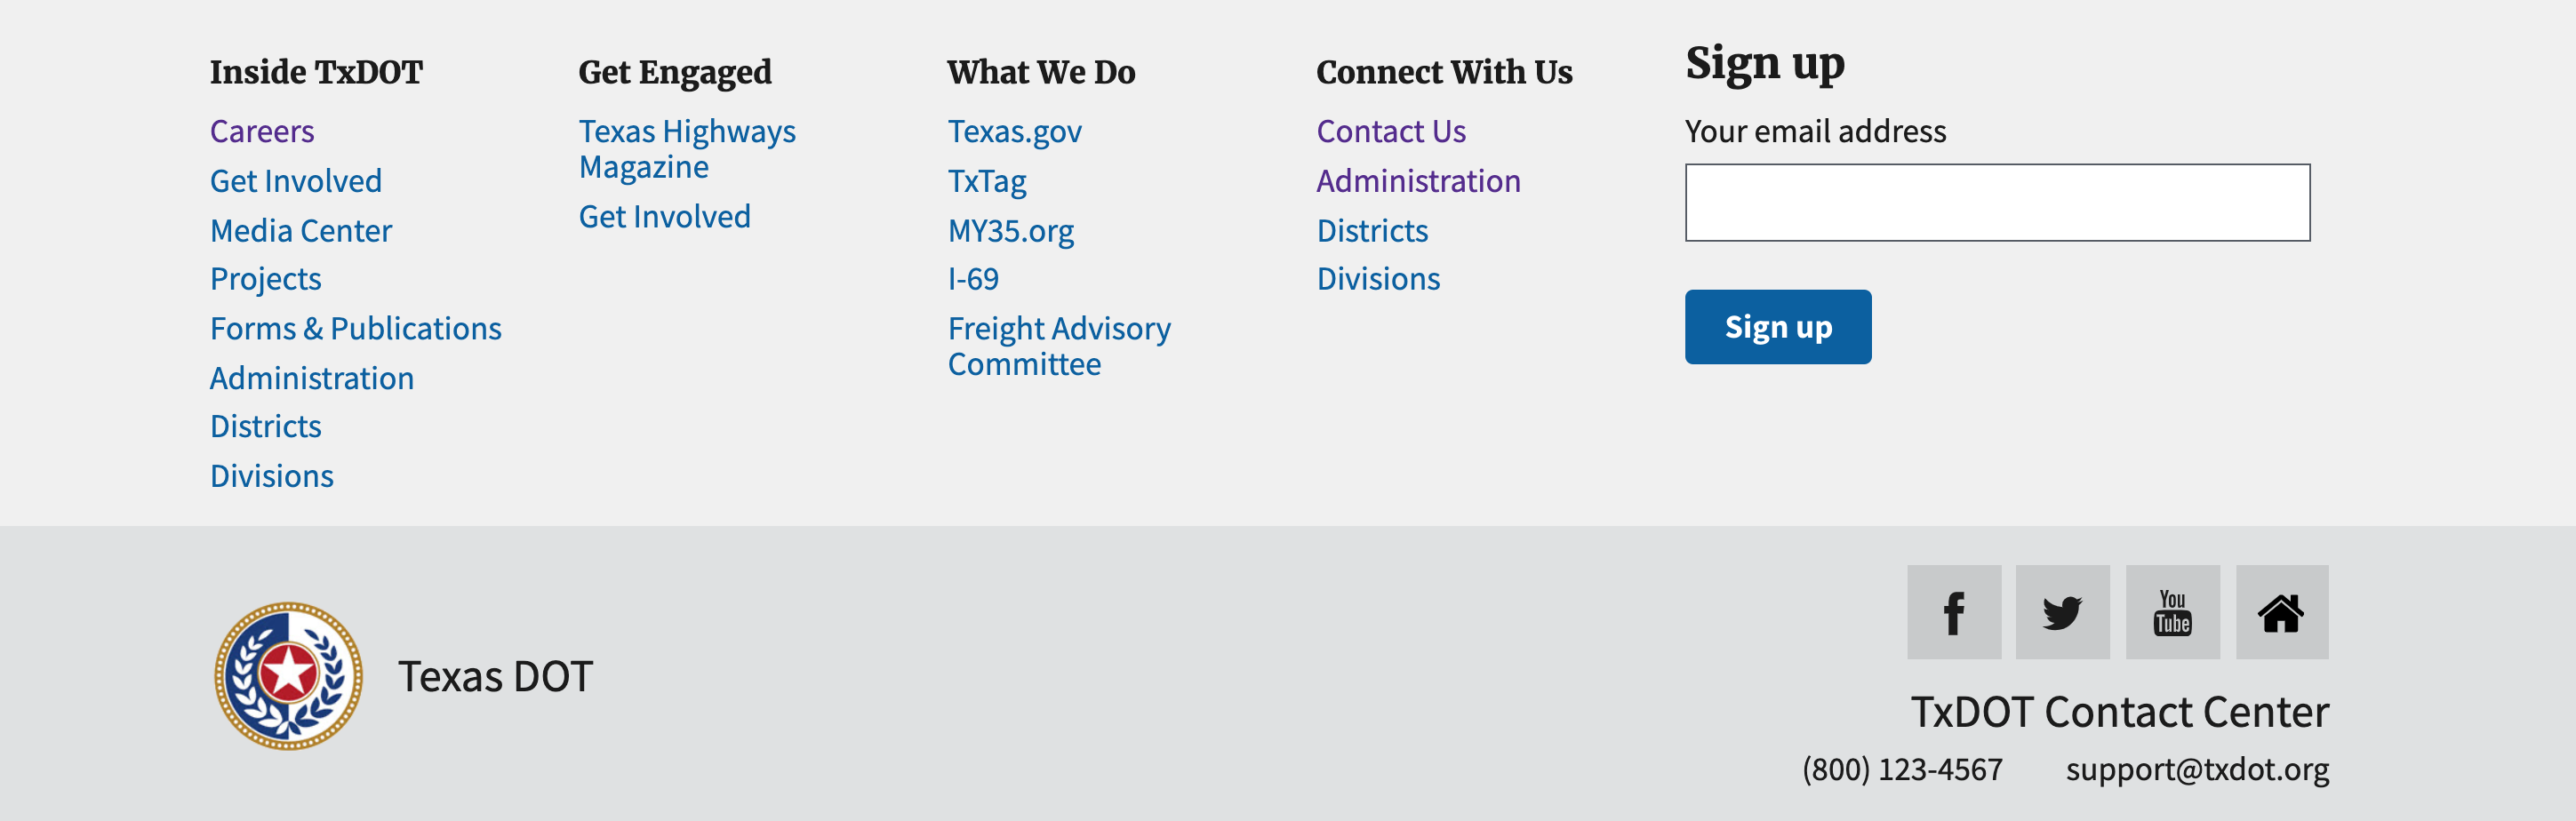 Inside TxDOT
Careers
Get Involved
Media Center
Projects
Forms & Publications
Administration
Districts
Divisions
Get Engaged
Texas Highways
Magazine
Get Involved
What We Do
Texas.gov
TxTag
MY35.org
I-69
Freight Advisory
Committee
Connect With Us
Contact Us
Administration
Districts
Divisions
Sign up
Your email address
Sign up
Texas DOT
f
You
Tube
TxDOT Contact Center
(800) 123-4567 support@txdot.org